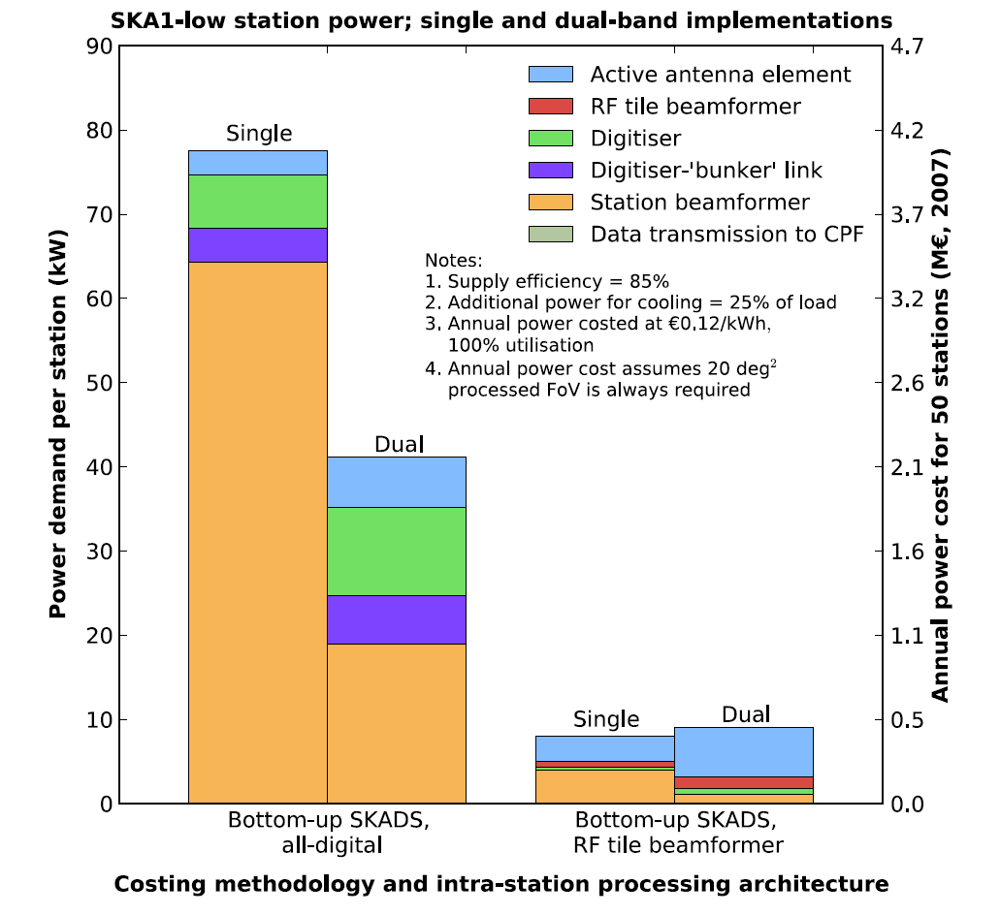 SKA1-low station power; single and dual-band implementations
90
80
70
60
50
40
30
20
10
0
Power demand per station (kW)
4.7
4.2
3.7
3.2
2.6
2.1
1.6
1.1
0.5
0.0
Annual power cost for 50 stations (M€, 2007)
Active antenna element
RF tile beamformer
Digitiser
Digitiser-'bunker' link
Station beamformer
Data transmission to CPF
Notes:
1. Supply efficiency = 85%
2. Additional power for cooling = 25% of load
3. Annual power costed at €0.12/kWh,
100% utilisation
4. Annual power cost assumes 20 deg²
processed FoV is always required
Single
Dual
Single
Dual
Bottom-up SKADS,
all-digital
Bottom-up SKADS,
RF tile beamformer
Costing methodology and intra-station processing architecture